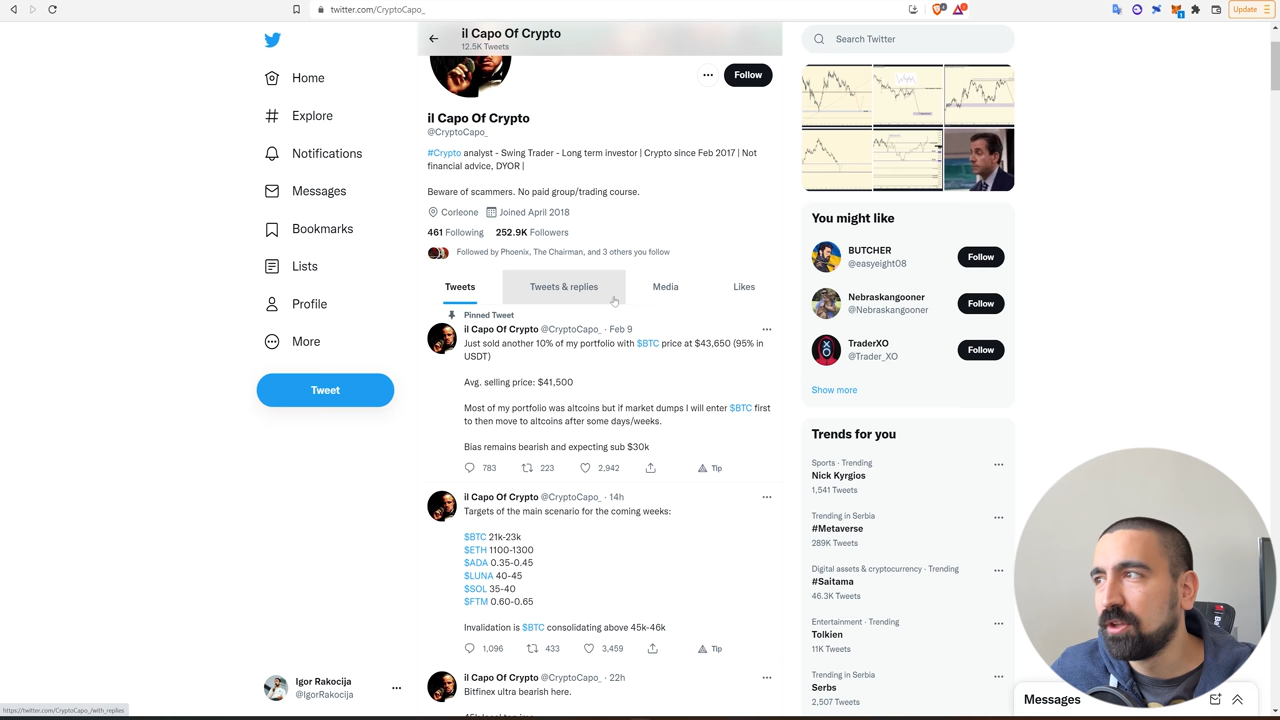 twitter.com/CryptoCapo_
Update
Home
Explore
Notifications
1
Messages
Bookmarks
Lists
Profile
More
Tweet
Igor Rakocija
@IgorRakocija
https://twitter.com/CryptoCapo_/with_replies
il Capo Of Crypto
12.5K Tweets
Follow
il Capo Of Crypto
@CryptoCapo_
#Crypto analyst - Swing Trader - Long term investor | Crypto since Feb 2017 | Not
financial advice, DYOR |
Beware of scammers. No paid group/trading course.
Corleone Joined April 2018
461 Following 252.9K Followers
Followed by Phoenix, The Chairman, and 3 others you follow
Tweets Tweets & replies Media Likes
Pinned Tweet
il Capo Of Crypto @CryptoCapo_ · Feb 9
Just sold another 10% of my portfolio with $BTC price at $43,650 (95% in
USDT)
Avg. selling price: $41,500
Most of my portfolio was altcoins but if market dumps I will enter $BTC first
to then move to altcoins after some days/weeks.
Bias remains bearish and expecting sub $30k
783 223 2,942 Tip
il Capo Of Crypto @CryptoCapo_ · 14h
Targets of the main scenario for the coming weeks:
$BTC 21k-23k
$ETH 1100-1300
$ADA 0.35-0.45
$LUNA 40-45
$SOL 35-40
$FTM 0.60-0.65
Invalidation is $BTC consolidating above 45k-46k
1,096 433 3,459 Tip
il Capo Of Crypto @CryptoCapo_ · 22h
Bitfinex ultra bearish here.
Search Twitter
You might like
BUTCHER
@easyeight08
Follow
Nebraskangooner
@Nebraskangooner
Follow
TraderXO
@Trader_XO
Follow
Show more
Trends for you
Sports · Trending
Nick Kyrgios
1,541 Tweets
Trending in Serbia
#Metaverse
289K Tweets
Digital assets & cryptocurrency · Trending
#Saitama
46.3K Tweets
Entertainment · Trending
Tolkien
11K Tweets
Trending in Serbia
Serbs
2,507 Tweets
Messages